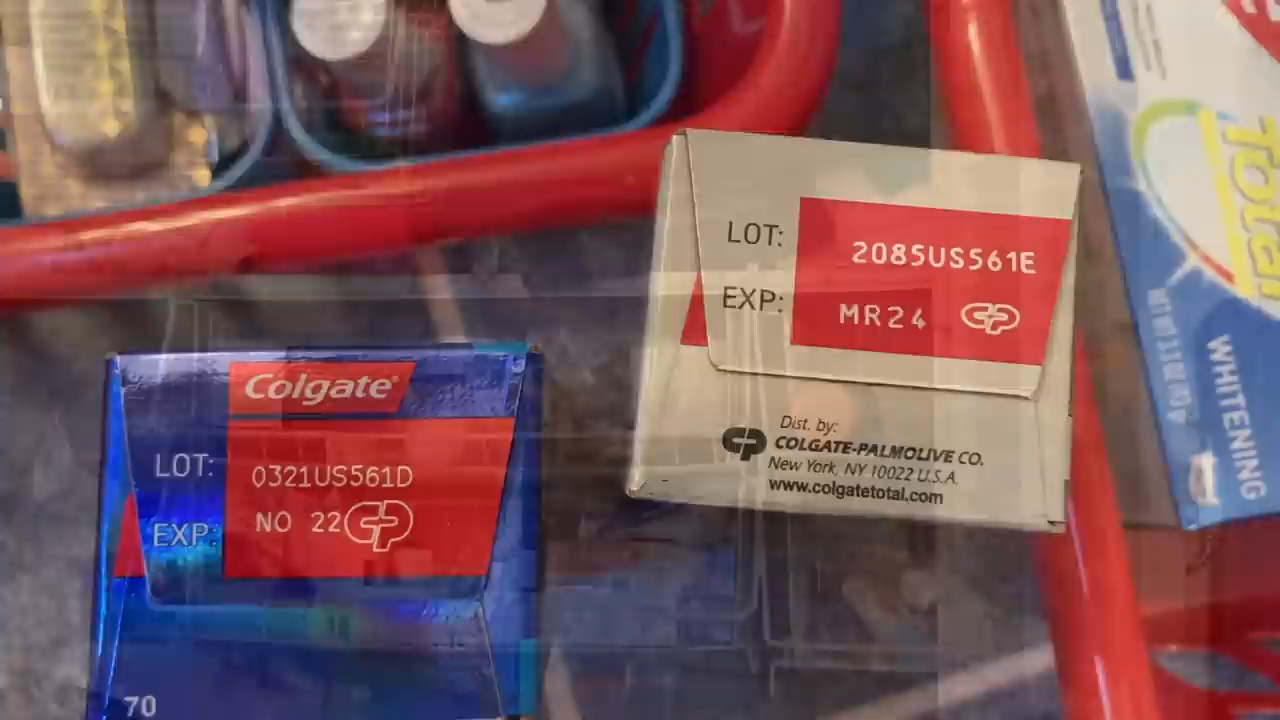 Colgate®
LOT: 0321US561D
EXP: NO 22
70
LOT: 2085US561E
EXP: MR24
Dist. by:
COLGATE-PALMOLIVE CO.
New York, NY 10022 U.S.A.
www.colgatetotal.com
Total
WHITENING